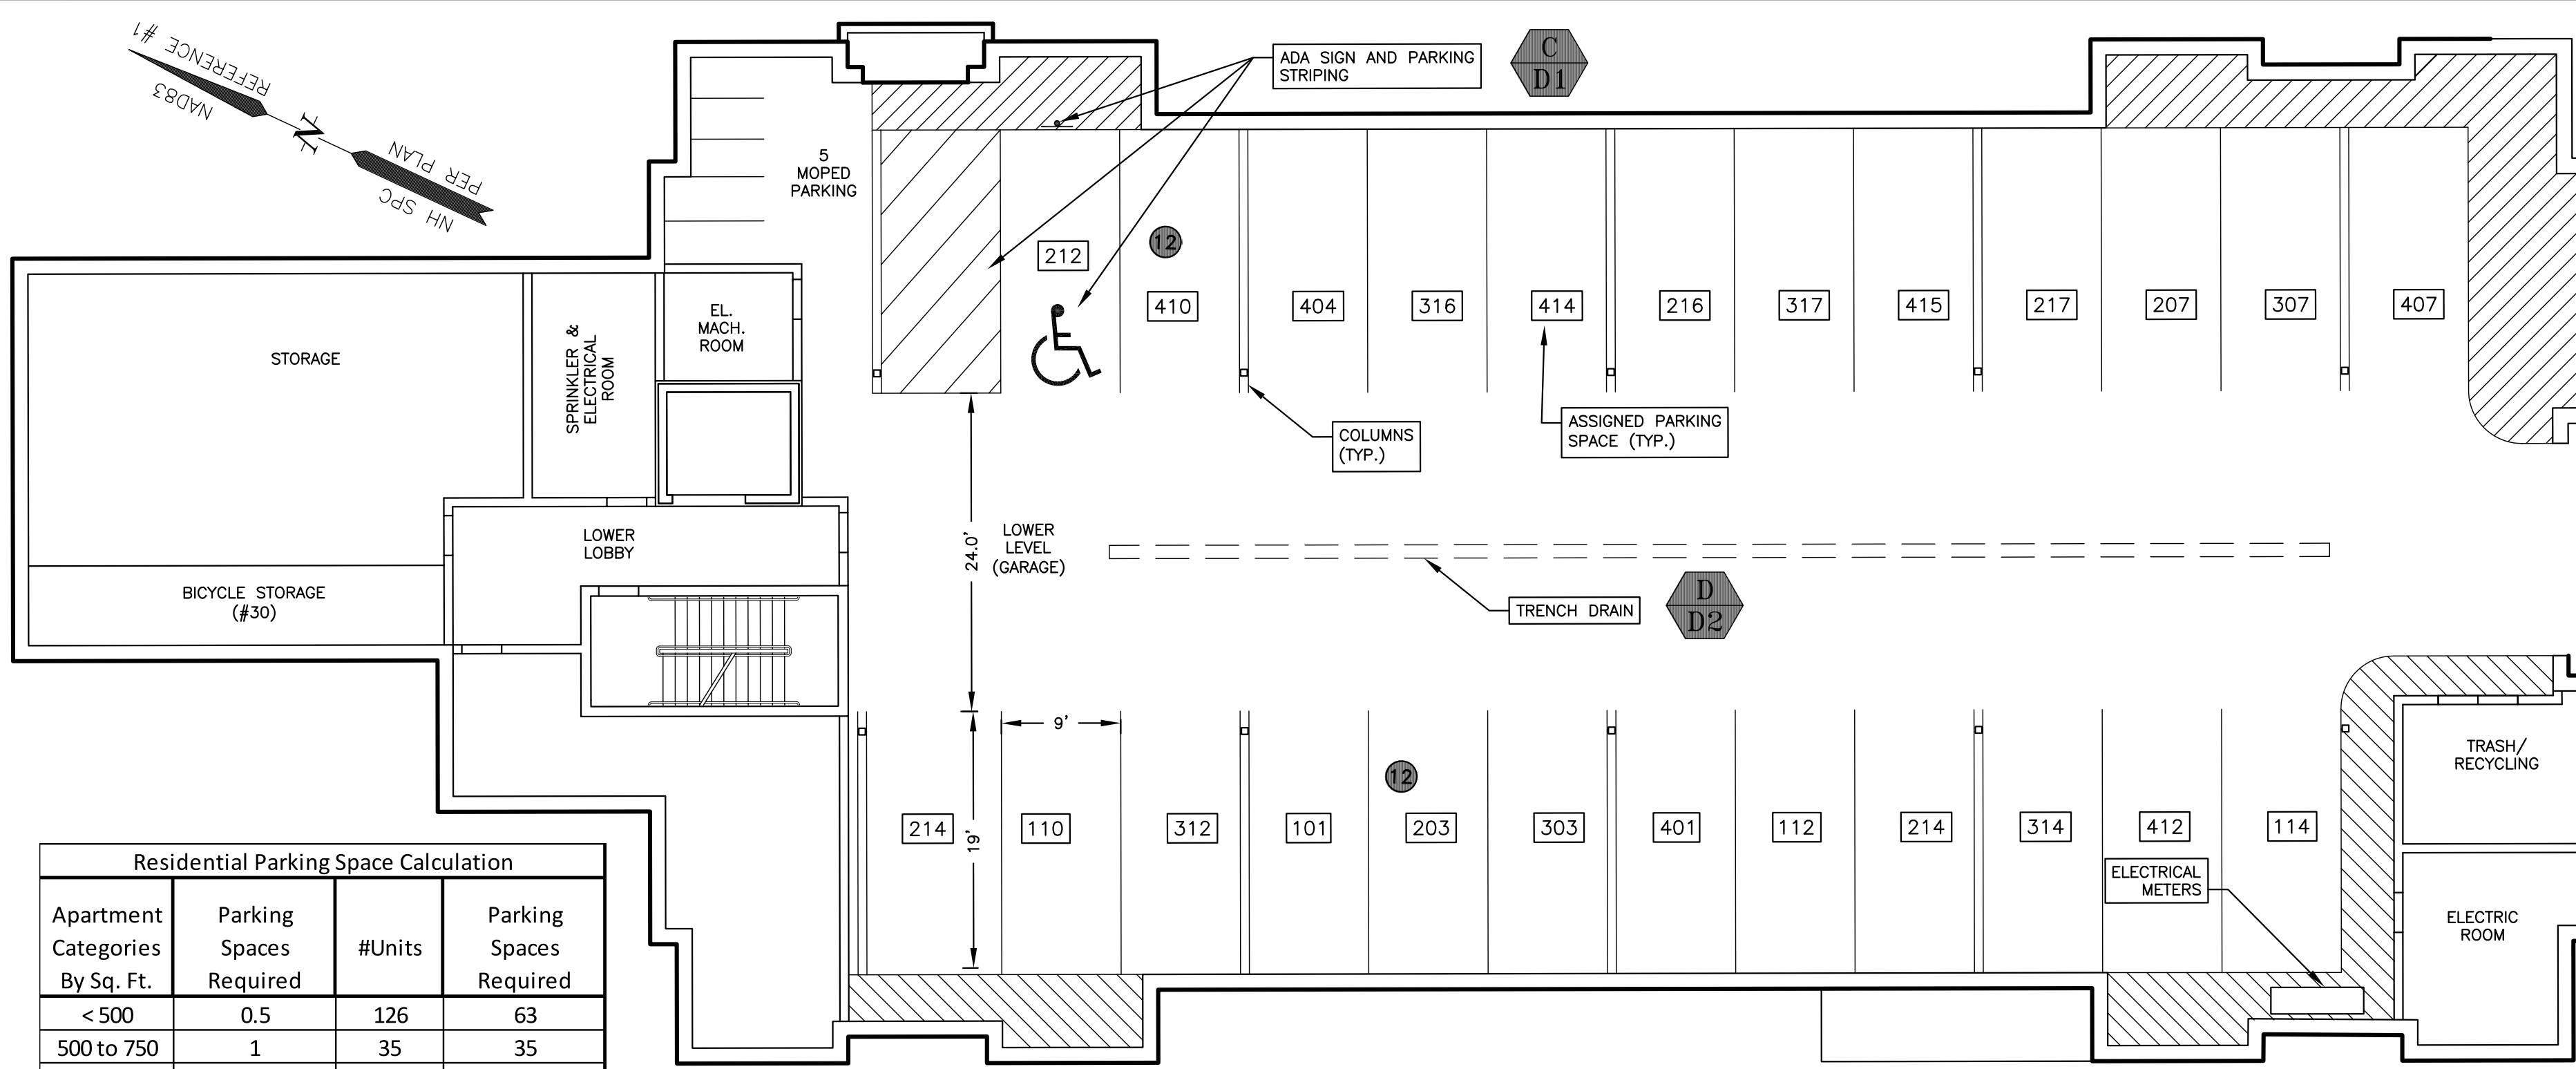 REFERENCE #1
NAD83
N
PER PLAN
NH SPC
5
MOPED
PARKING
ADA SIGN AND PARKING
STRIPING
C
D1
12
212
410
404
316
414
216
317
415
217
207
307
407
COLUMNS
(TYP.)
ASSIGNED PARKING
SPACE (TYP.)
STORAGE
SPRINKLER &
ELECTRICAL
ROOM
EL.
MACH.
ROOM
LOWER
LOBBY
BICYCLE STORAGE
(#30)
24.0'
LOWER
LEVEL
(GARAGE)
TRENCH DRAIN
D
D2
9'
19'
12
214
110
312
101
203
303
401
112
214
314
412
114
TRASH/
RECYCLING
ELECTRICAL
METERS
ELECTRIC
ROOM
Residential Parking Space Calculation
Apartment
Categories
By Sq. Ft.
Parking
Spaces
Required
#Units
Parking
Spaces
Required
< 500 0.5 126 63
500 to 750 1 35 35